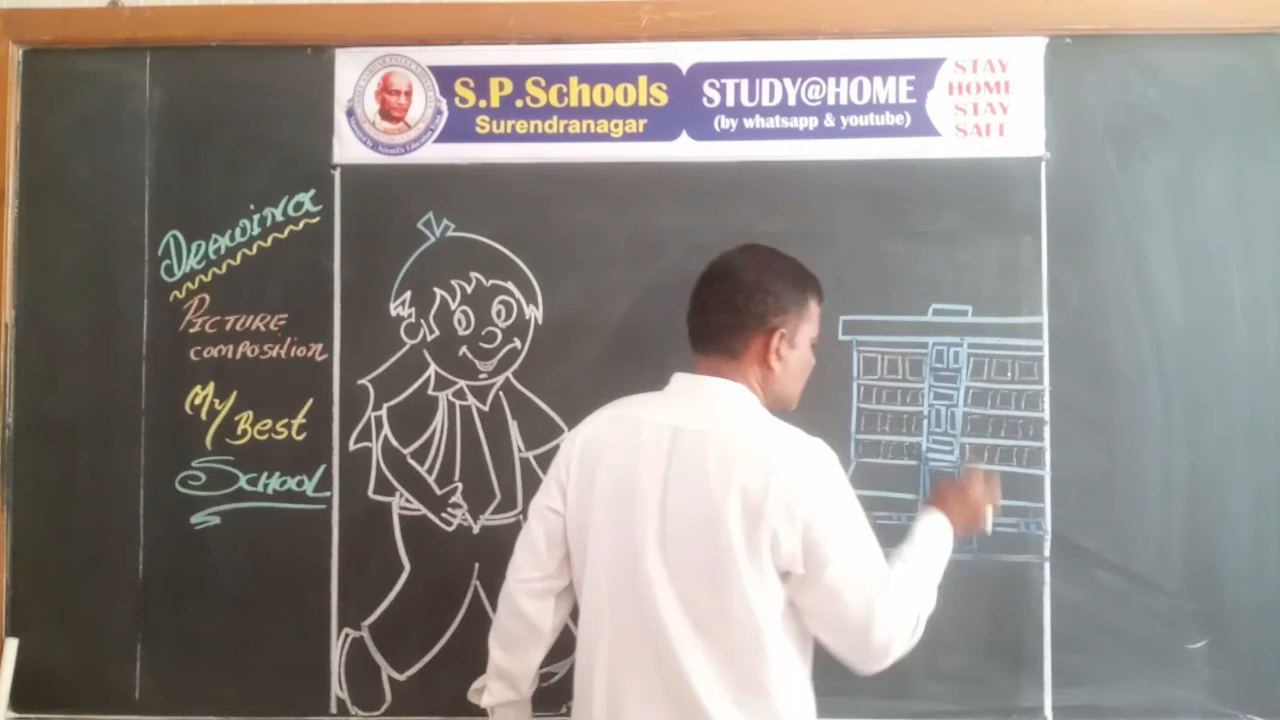 S.P.Schools
Surendranagar
STUDY@HOME
(by whatsapp & youtube)
STAY
HOME
STAY
SAFE
DRAWING
PICTURE
COMPOSITION
MY
BEST
SCHOOL